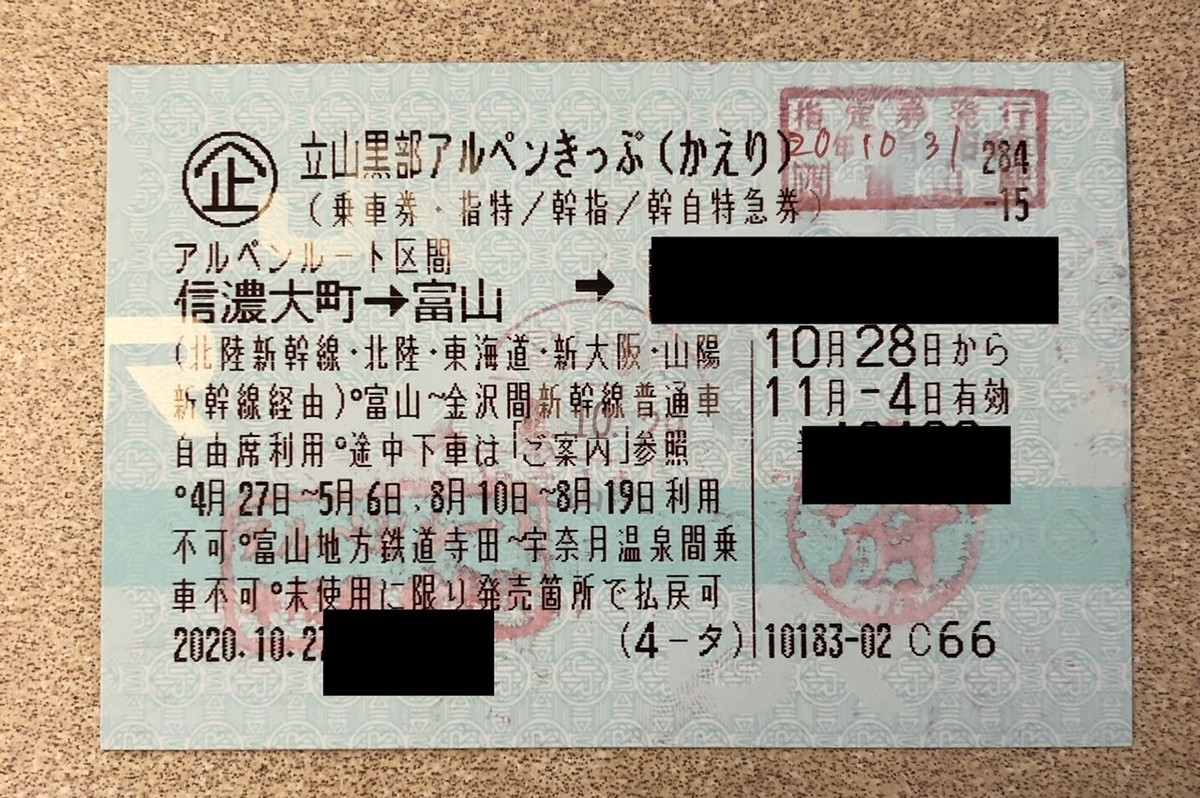 企 立山黒部アルペンきっぷ(かえり)
(乗車券・指特/幹指/幹自特急券)
指定券発行
20年10 31
284
-15
アルペンルート区間
信濃大町→富山 →
(北陸新幹線・北陸・東海道・新大阪・山陽
新幹線経由)。富山~金沢間新幹線普通車
自由席利用。途中下車は「ご案内」参照
。4月27日~5月6日、8月10日~8月19日利用
不可。富山地方鉄道寺田~宇奈月温泉間乗
車不可。未使用に限り発売箇所で払戻可
10月28日から
11月-4日有効
済
2020.10.27
(4-タ) 10183-02 C66